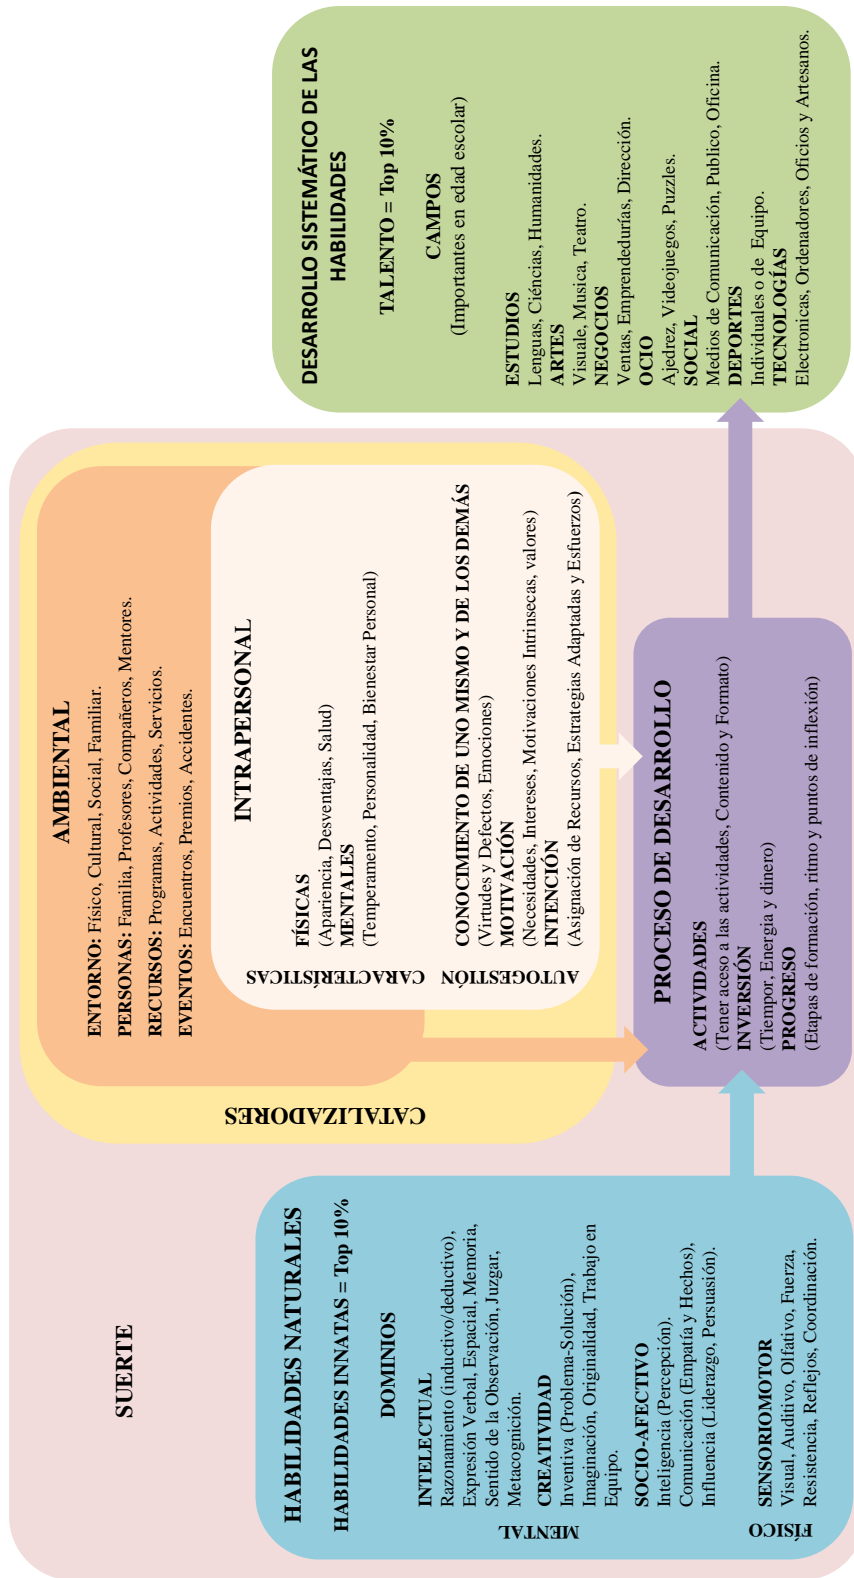 SUERTE
HABILIDADES NATURALES
HABILIDADES INNATAS = Top 10%
DOMINIOS
MENTAL
INTELECTUAL
Razonamiento (inductivo/deductivo),
Expresión Verbal, Espacial, Memoria,
Sentido de la Observación, Juzgar,
Metacognición.
CREATIVIDAD
Inventiva (Problema-Solución),
Imaginación, Originalidad, Trabajo en
Equipo.
SOCIO-AFECTIVO
Inteligencia (Percepción).
Comunicación (Empatía y Hechos),
Influencia (Liderazgo, Persuasión).
FÍSICO
SENSORIOMOTOR
Visual, Auditivo, Olfativo, Fuerza,
Resistencia, Reflejos, Coordinación.
CATALIZADORES
AMBIENTAL
ENTORNO: Físico, Cultural, Social, Familiar.
PERSONAS: Familia, Profesores, Compañeros, Mentores.
RECURSOS: Programas, Actividades, Servicios.
EVENTOS: Encuentros, Premios, Accidentes.
INTRAPERSONAL
CARACTERÍSTICAS
FÍSICAS
(Apariencia, Desventajas, Salud)
MENTALES
(Temperamento, Personalidad, Bienestar Personal)
AUTOGESTIÓN
CONOCIMIENTO DE UNO MISMO Y DE LOS DEMÁS
(Virtudes y Defectos, Emociones)
MOTIVACIÓN
(Necesidades, Intereses, Motivaciones Intrínsecas, valores)
INTENCIÓN
(Asignación de Recursos, Estrategias Adaptadas y Esfuerzos)
PROCESO DE DESARROLLO
ACTIVIDADES
(Tener aceso a las actividades, Contenido y Formato)
INVERSIÓN
(Tiempor, Energia y dinero)
PROGRESO
(Etapas de formación, ritmo y puntos de inflexión)
DESARROLLO SISTEMÁTICO DE LAS
HABILIDADES
TALENTO = Top 10%
CAMPOS
(Importantes en edad escolar)
ESTUDIOS
Lenguas, Ciéncias, Humanidades.
ARTES
Visuale, Musica, Teatro.
NEGOCIOS
Ventas, Emprendedurías, Dirección.
OCIO
Ajedrez, Videojuegos, Puzzles.
SOCIAL
Medios de Comunicación, Publico, Oficina.
DEPORTES
Individuales o de Equipo.
TECNOLOGÍAS
Electronicas, Ordenadores, Oficios y Artesanos.